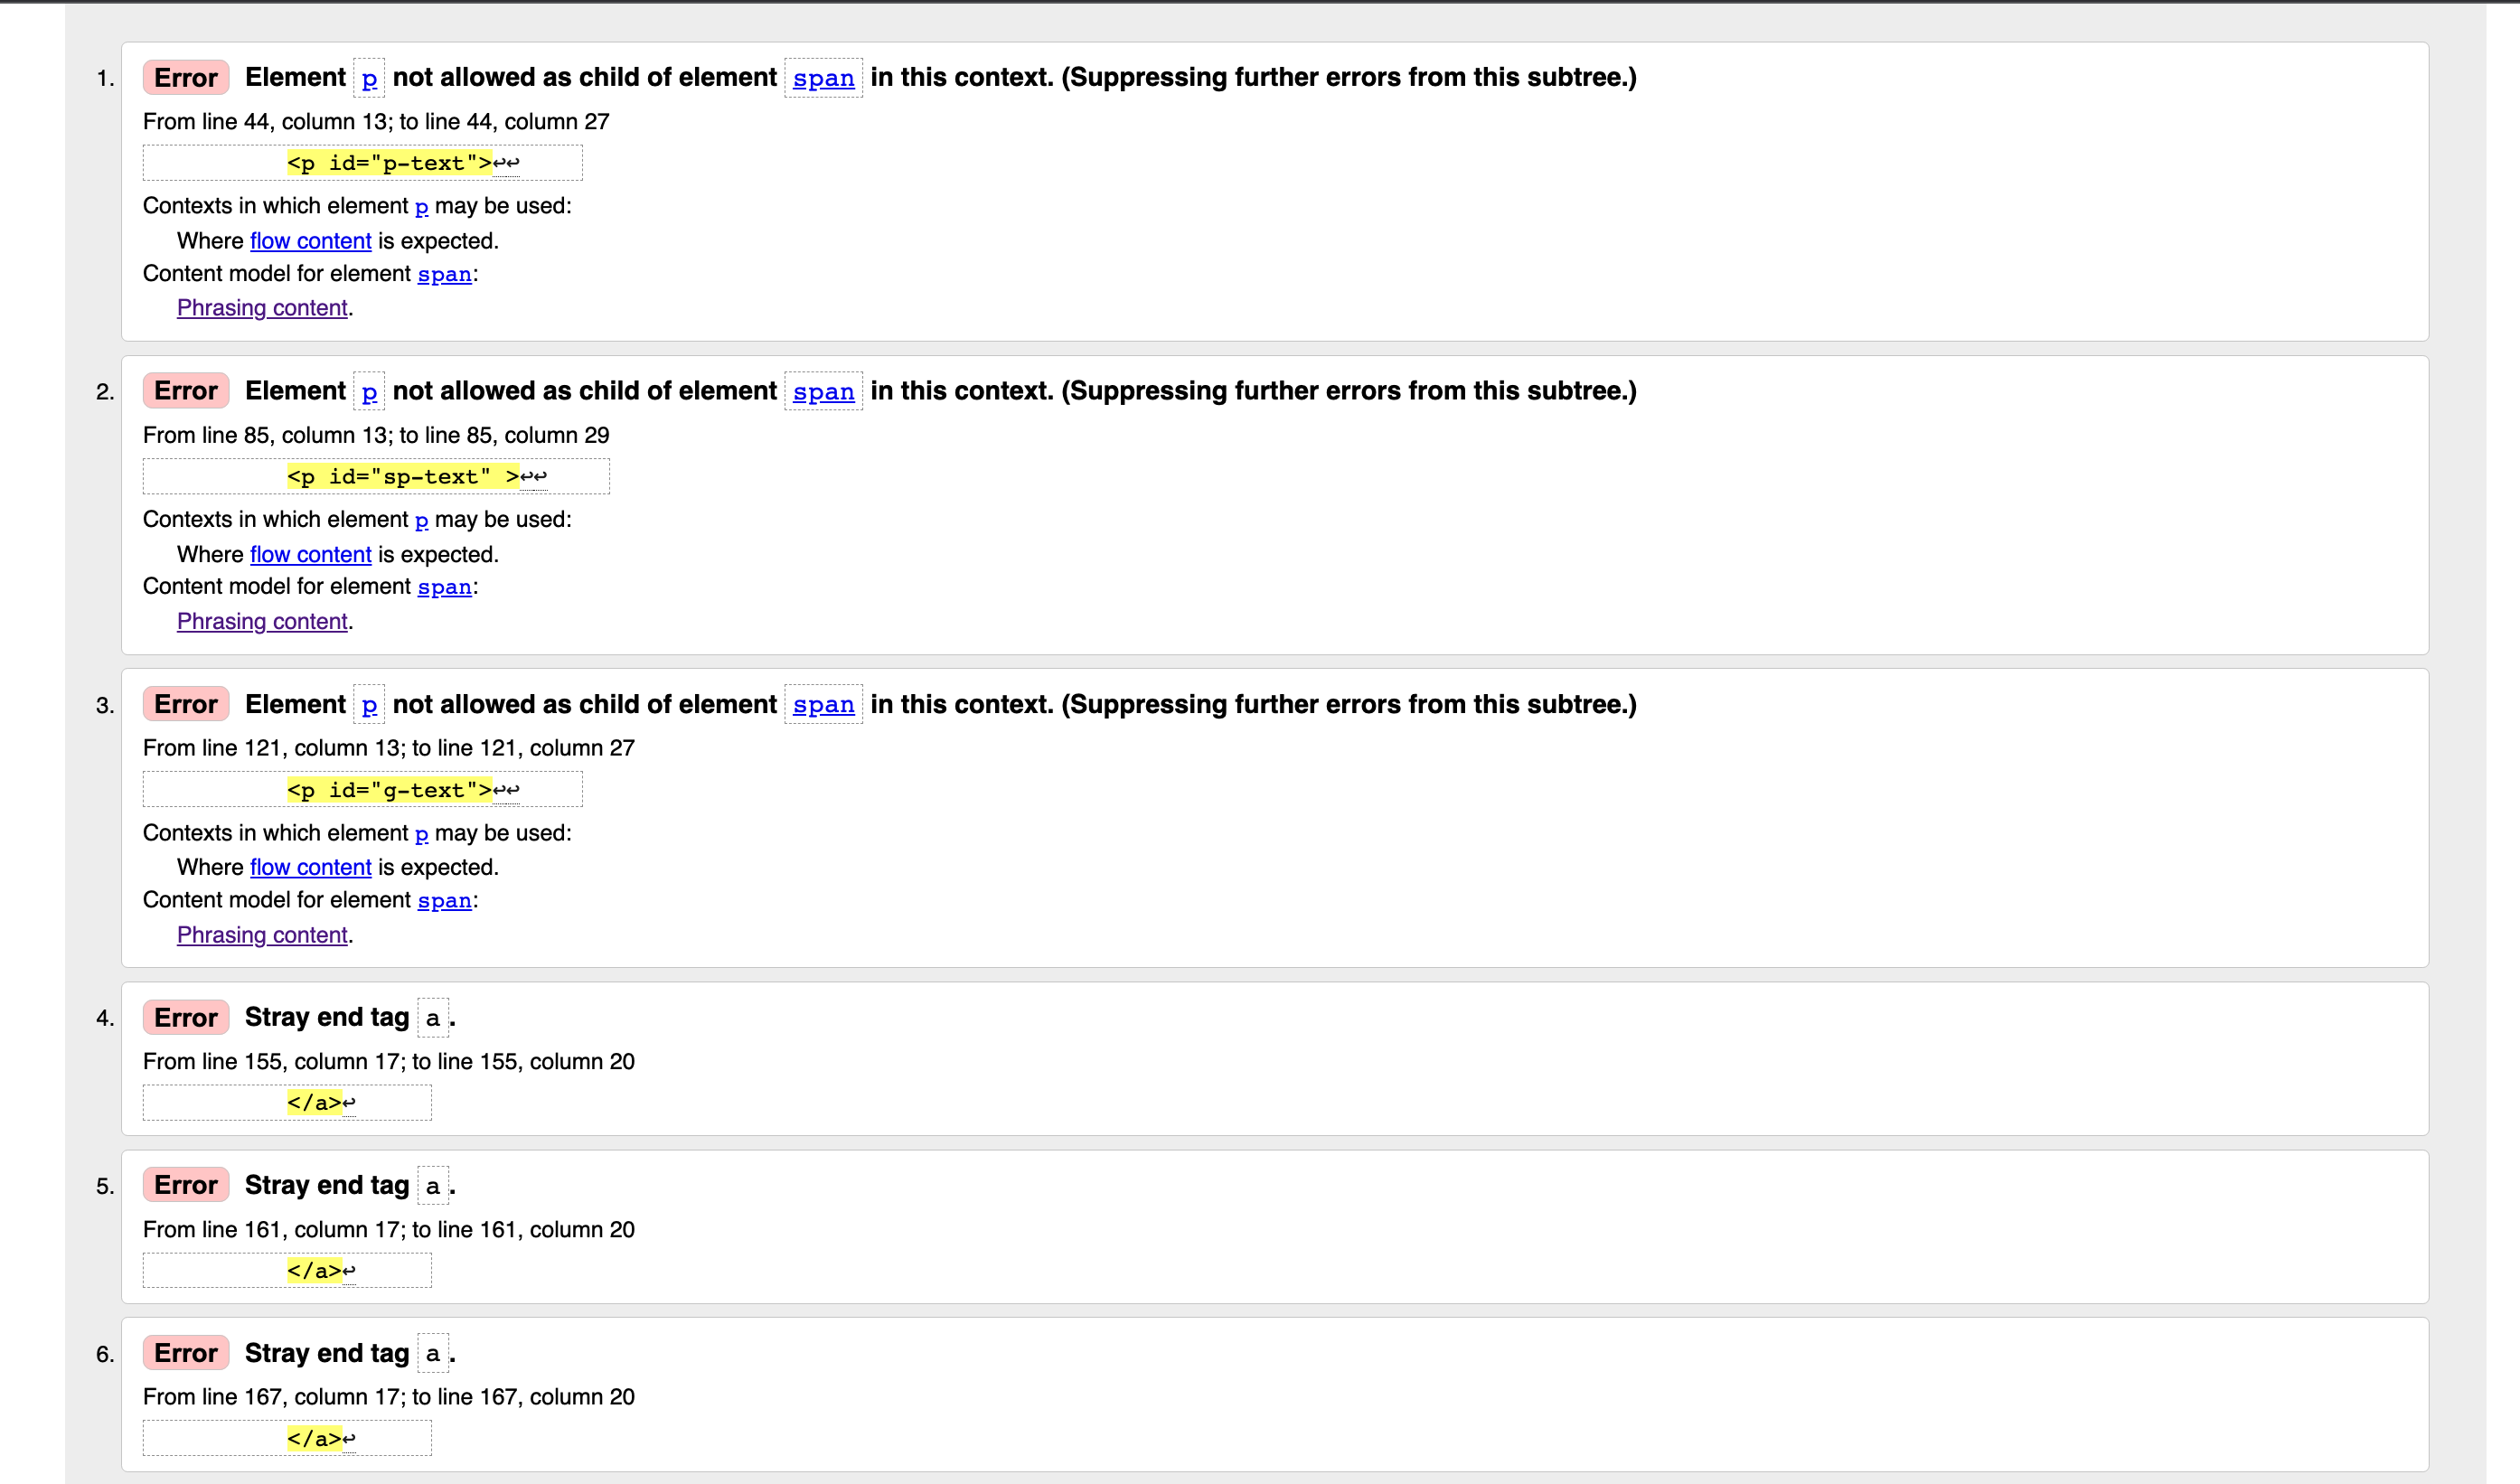 1. Error Element p not allowed as child of element span in this context. (Suppressing further errors from this subtree.)
From line 44, column 13; to line 44, column 27
<p id="p-text">↩↩
Contexts in which element p may be used:
Where flow content is expected.
Content model for element span:
Phrasing content.
2. Error Element p not allowed as child of element span in this context. (Suppressing further errors from this subtree.)
From line 85, column 13; to line 85, column 29
<p id="sp-text" >↩↩
Contexts in which element p may be used:
Where flow content is expected.
Content model for element span:
Phrasing content.
3. Error Element p not allowed as child of element span in this context. (Suppressing further errors from this subtree.)
From line 121, column 13; to line 121, column 27
<p id="g-text">↩↩
Contexts in which element p may be used:
Where flow content is expected.
Content model for element span:
Phrasing content.
4. Error Stray end tag a.
From line 155, column 17; to line 155, column 20
</a>↩
5. Error Stray end tag a.
From line 161, column 17; to line 161, column 20
</a>↩
6. Error Stray end tag a.
From line 167, column 17; to line 167, column 20
</a>↩